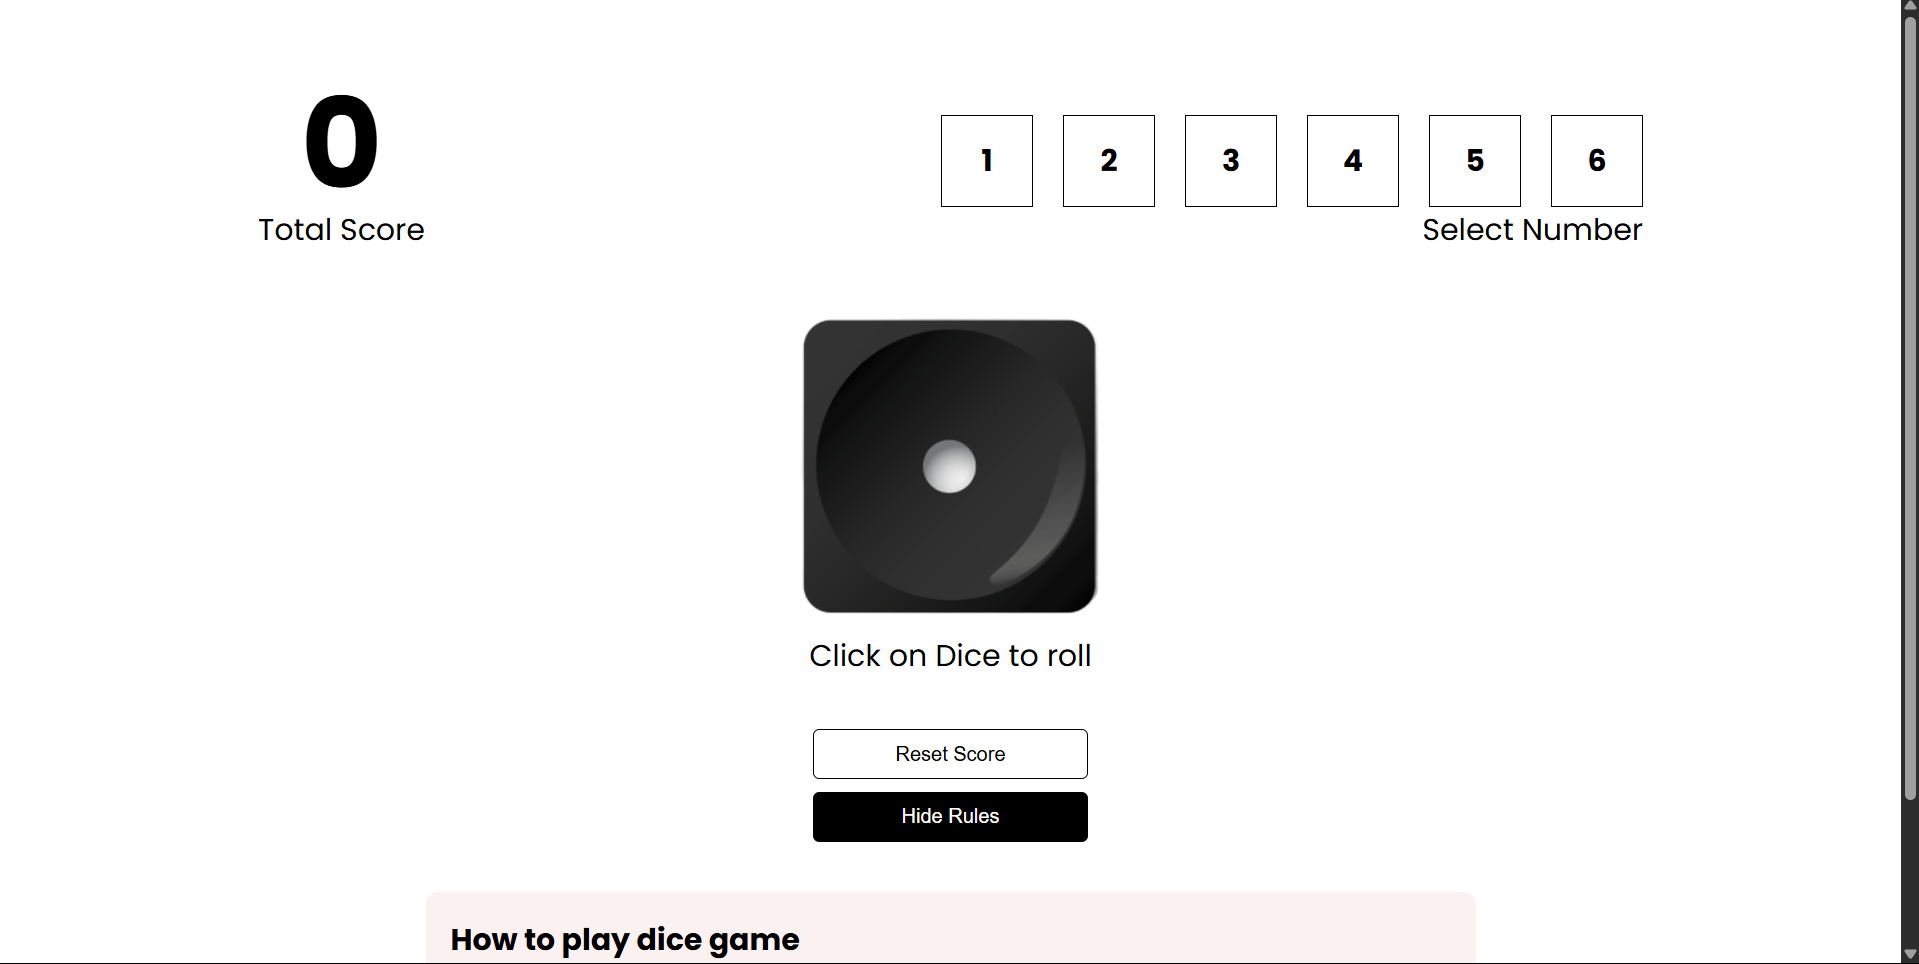 0
Total Score
1 2 3 4 5 6
Select Number
Click on Dice to roll
Reset Score
Hide Rules
How to play dice game